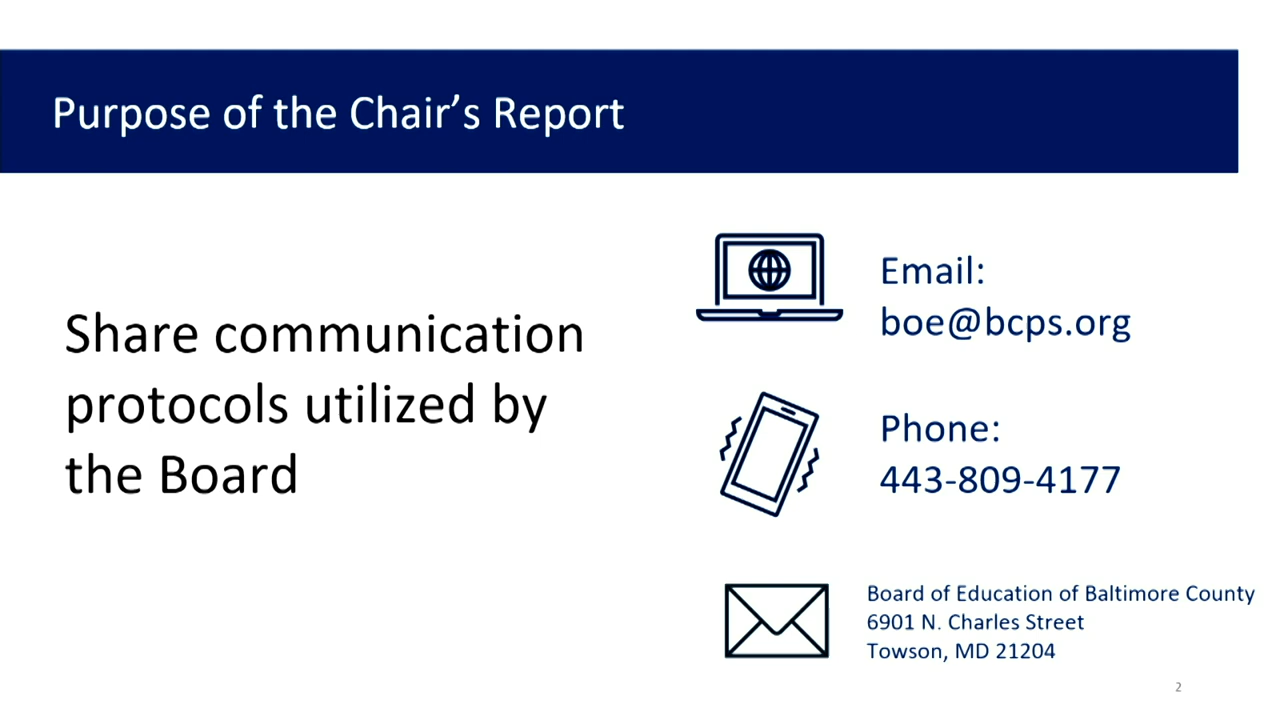 Purpose of the Chair’s Report
Share communication
protocols utilized by
the Board
Email:
boe@bcps.org
Phone:
443-809-4177
Board of Education of Baltimore County
6901 N. Charles Street
Towson, MD 21204
2